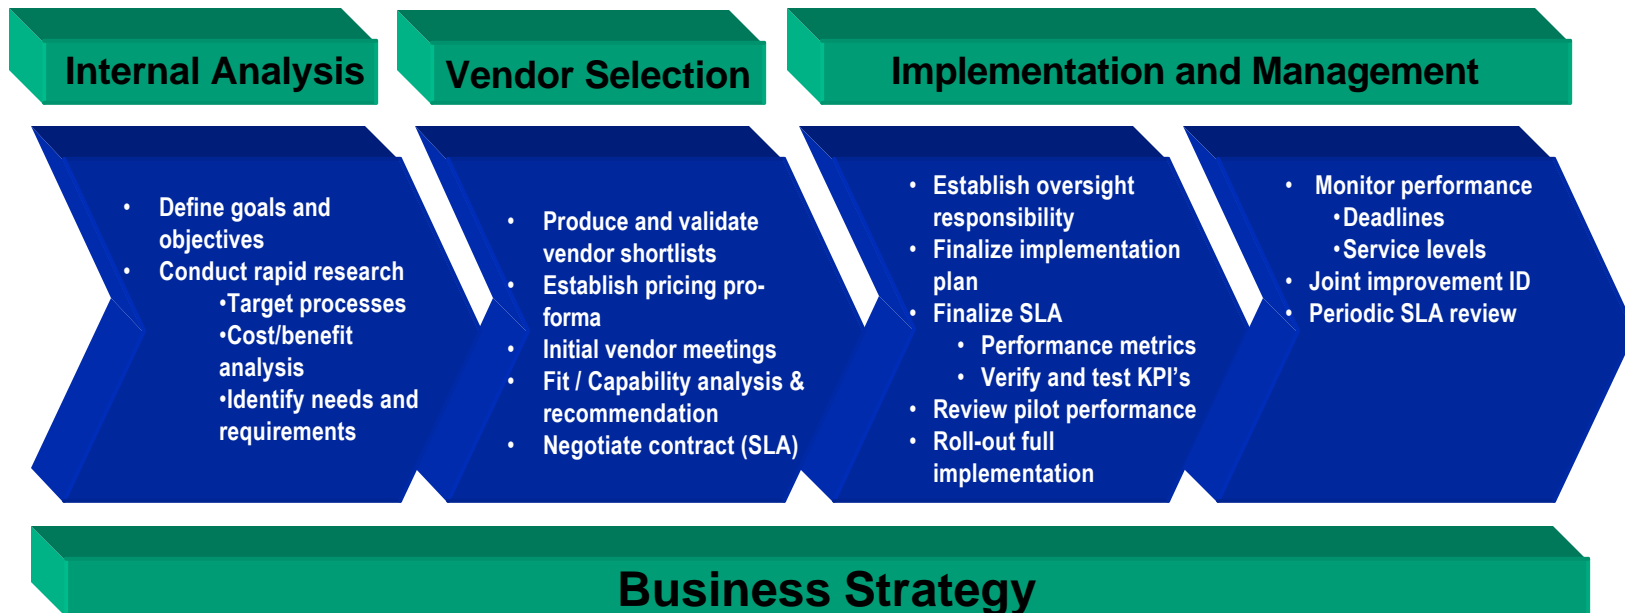 Internal Analysis
Vendor Selection
Implementation and Management
• Define goals and
objectives
• Conduct rapid research
•Target processes
•Cost/benefit
analysis
•Identify needs and
requirements
• Produce and validate
vendor shortlists
• Establish pricing pro-
forma
• Initial vendor meetings
• Fit / Capability analysis &
recommendation
• Negotiate contract (SLA)
• Establish oversight
responsibility
• Finalize implementation
plan
• Finalize SLA
• Performance metrics
• Verify and test KPI's
• Review pilot performance
• Roll-out full
implementation
• Monitor performance
•Deadlines
•Service levels
• Joint improvement ID
• Periodic SLA review
Business Strategy